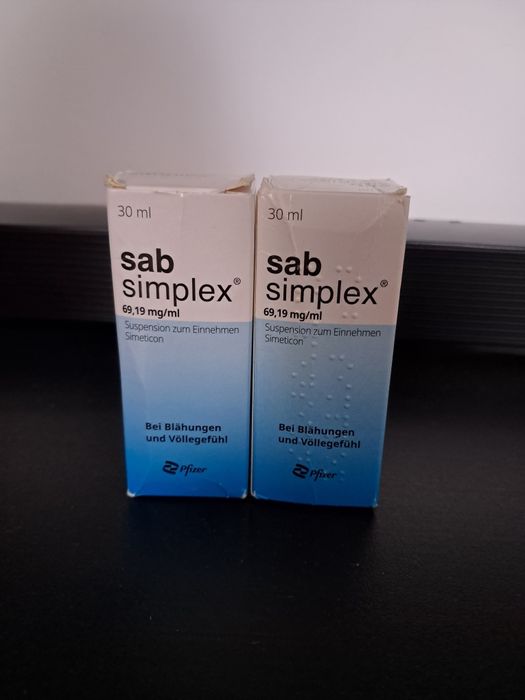 30 ml
sab
simplex®
69,19 mg/ml
Suspension zum Einnehmen
Simeticon
Bei Blähungen
und Völlegefühl
Pfizer
30 ml
sab
simplex®
69,19 mg/ml
Suspension zum Einnehmen
Simeticon
Bei Blähungen
und Völlegefühl
Pfizer